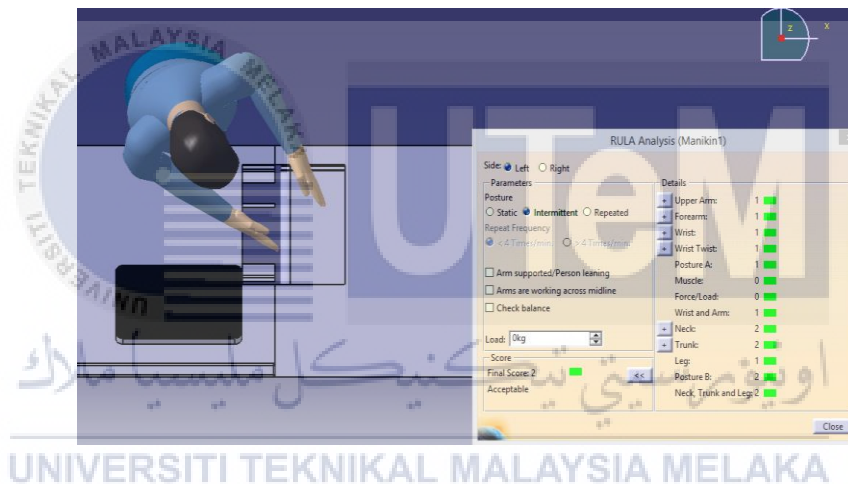 UNIVERSITI TEKNIKAL MALAYSIA MELAKA
UTeM
z x
RULA Analysis (Manikin1)
Side: Left Right
Parameters
Posture
Static Intermittent Repeated
Repeat Frequency
< 4 Times/min. > 4 Times/min.
Arm supported/Person leaning
Arms are working across midline
Check balance
Load: 0kg
Score
Final Score: 2
<<
Acceptable
Details
+ Upper Arm: 1
+ Forearm: 1
+ Wrist: 1
+ Wrist Twist: 1
Posture A: 1
Muscle: 0
Force/Load: 0
Wrist and Arm: 1
+ Neck: 2
+ Trunk: 2
Leg: 1
Posture B: 2
Neck, Trunk and Leg: 2
Close
اونيۏرسيتي تيكنيكل مليسيا ملاك
UNIVERSITI TEKNIKAL MALAYSIA MELAKA